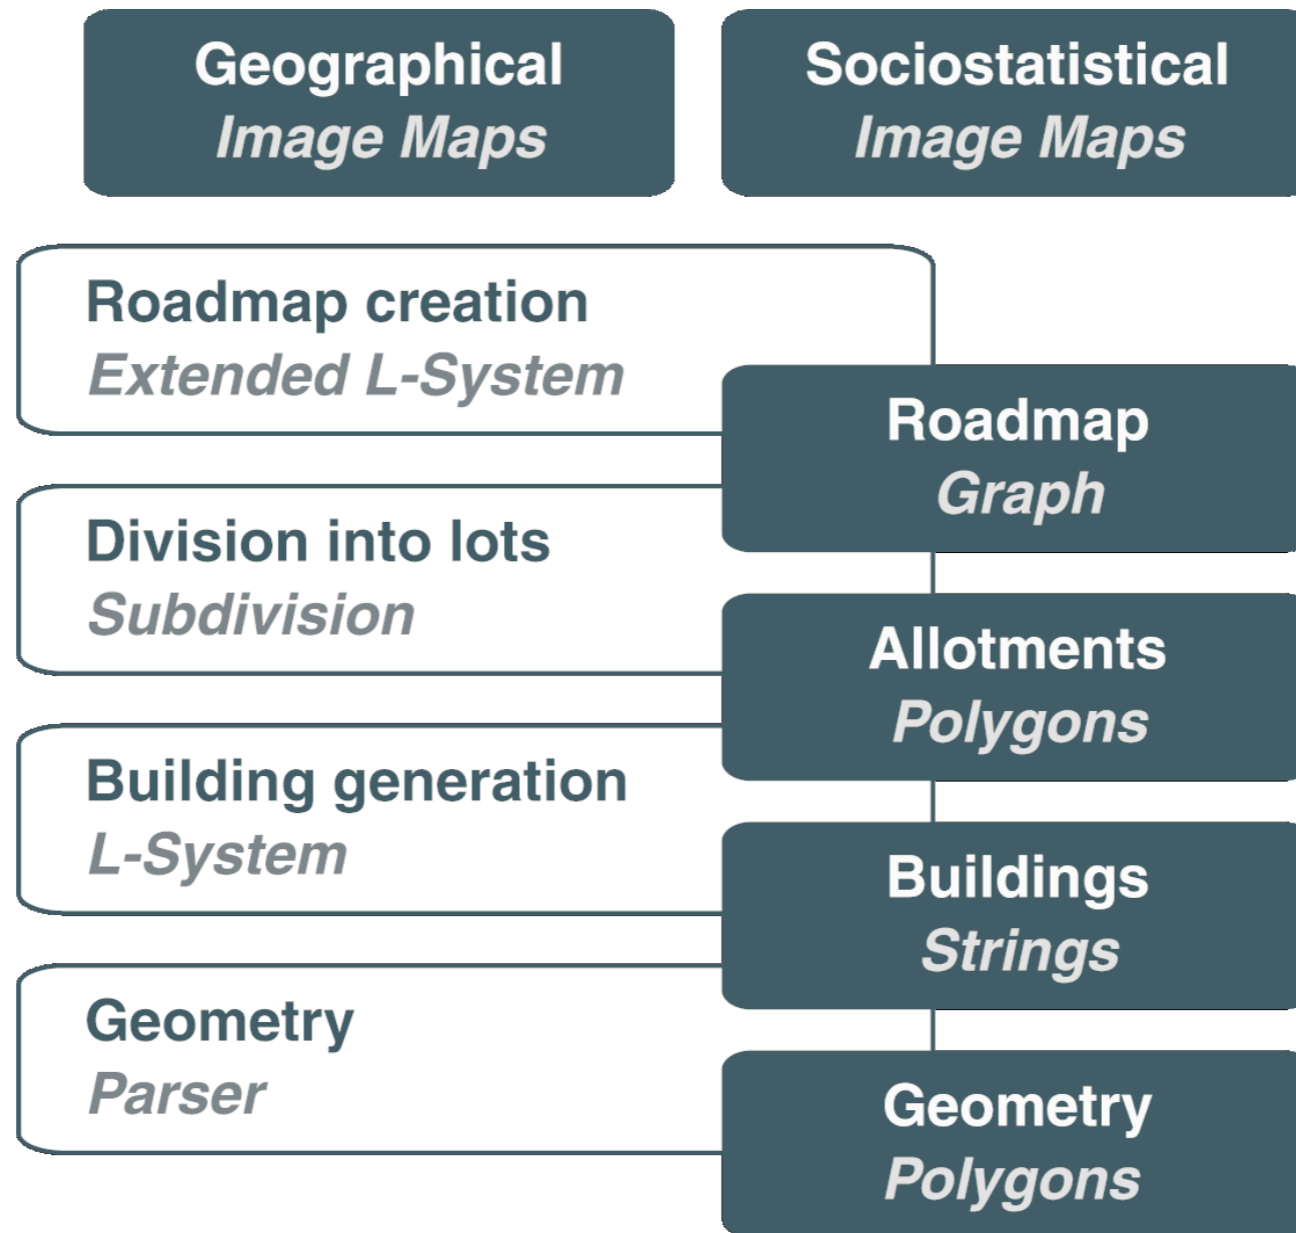 Geographical
Image Maps
Sociostatistical
Image Maps
Roadmap creation
Extended L-System
Roadmap
Graph
Division into lots
Subdivision
Allotments
Polygons
Building generation
L-System
Buildings
Strings
Geometry
Parser
Geometry
Polygons